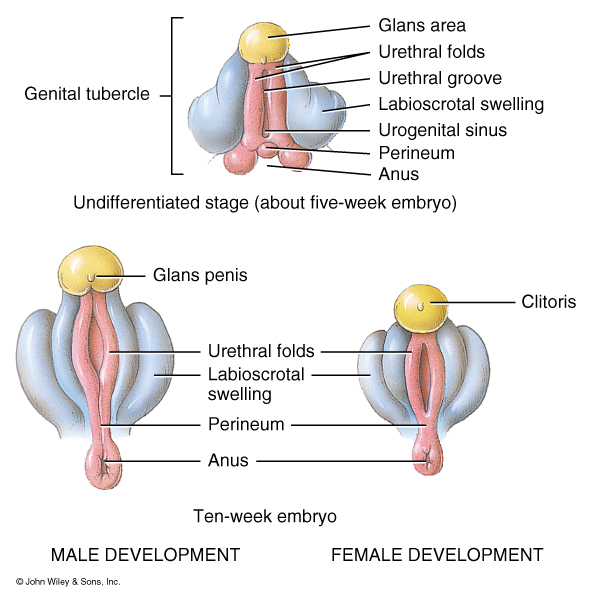 Glans area
Urethral folds
Urethral groove
Genital tubercle
Labioscrotal swelling
Urogenital sinus
Perineum
Anus
Undifferentiated stage (about five-week embryo)
Glans penis
Clitoris
Urethral folds
Labioscrotal
swelling
Perineum
Anus
Ten-week embryo
MALE DEVELOPMENT
FEMALE DEVELOPMENT
© John Wiley & Sons, Inc.